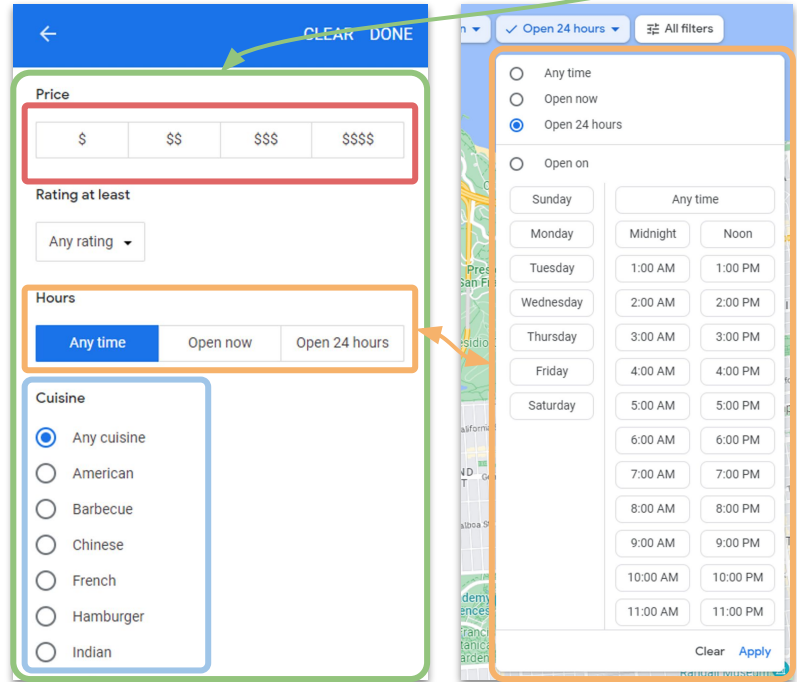 CLEAR DONE
Price
$ $$ $$$ $$$$
Rating at least
Any rating
Hours
Any time Open now Open 24 hours
Cuisine
Any cuisine
American
Barbecue
Chinese
French
Hamburger
Indian
Open 24 hours All filters
Any time
Open now
Open 24 hours
Open on
Sunday Any time
Monday Midnight Noon
Tuesday 1:00 AM 1:00 PM
Wednesday 2:00 AM 2:00 PM
Thursday 3:00 AM 3:00 PM
Friday 4:00 AM 4:00 PM
Saturday 5:00 AM 5:00 PM
6:00 AM 6:00 PM
7:00 AM 7:00 PM
8:00 AM 8:00 PM
9:00 AM 9:00 PM
10:00 AM 10:00 PM
11:00 AM 11:00 PM
Clear Apply